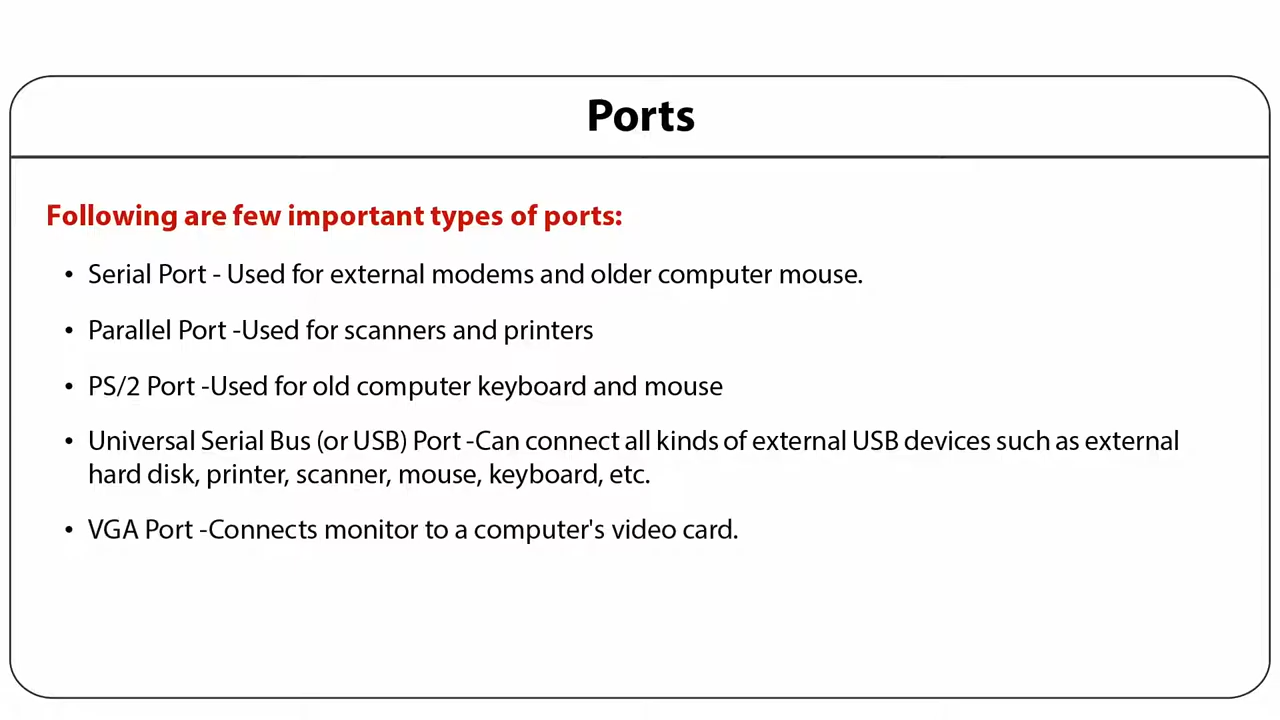 Ports
Following are few important types of ports:
• Serial Port - Used for external modems and older computer mouse.
• Parallel Port -Used for scanners and printers
• PS/2 Port -Used for old computer keyboard and mouse
• Universal Serial Bus (or USB) Port -Can connect all kinds of external USB devices such as external
hard disk, printer, scanner, mouse, keyboard, etc.
• VGA Port -Connects monitor to a computer's video card.